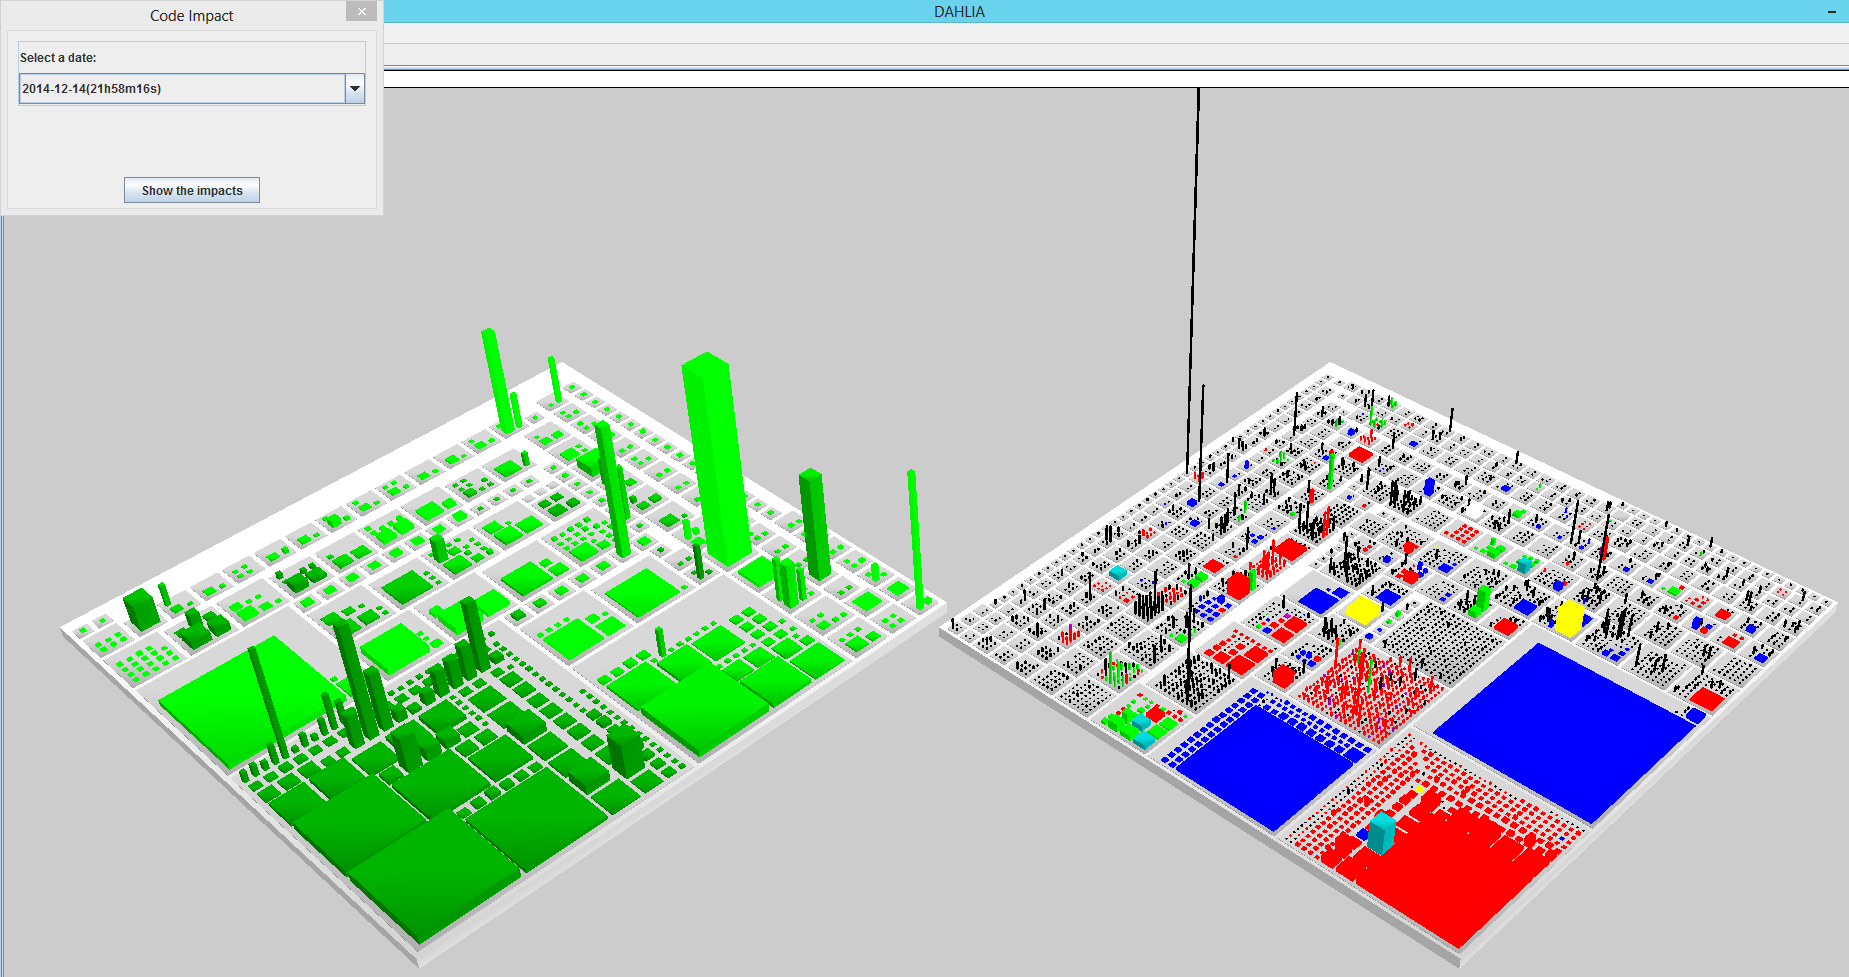 Code Impact
DAHLIA
Select a date:
2014-12-14(21h58m16s)
Show the impacts